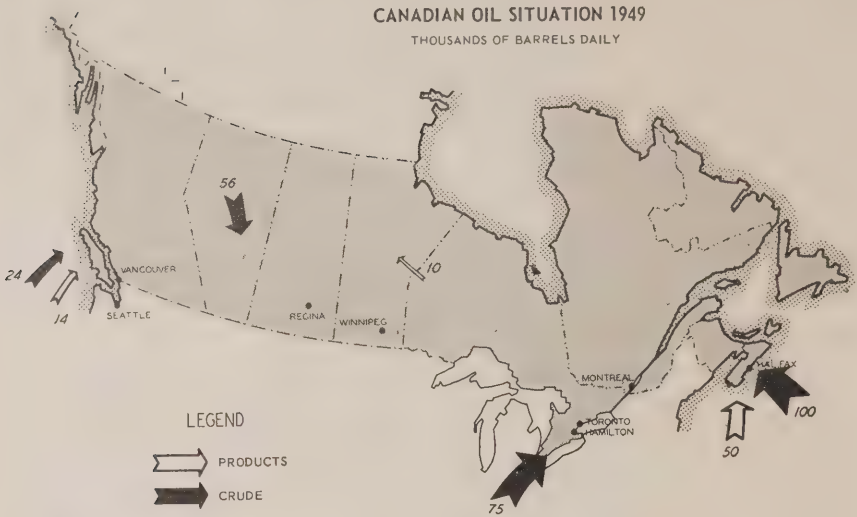 CANADIAN OIL SITUATION 1949
THOUSANDS OF BARRELS DAILY
56
10
24
VANCOUVER
14
SEATTLE
REGINA
WINNIPEG
MONTREAL
HALIFAX
100
TORONTO
HAMILTON
50
75
LEGEND
PRODUCTS
CRUDE